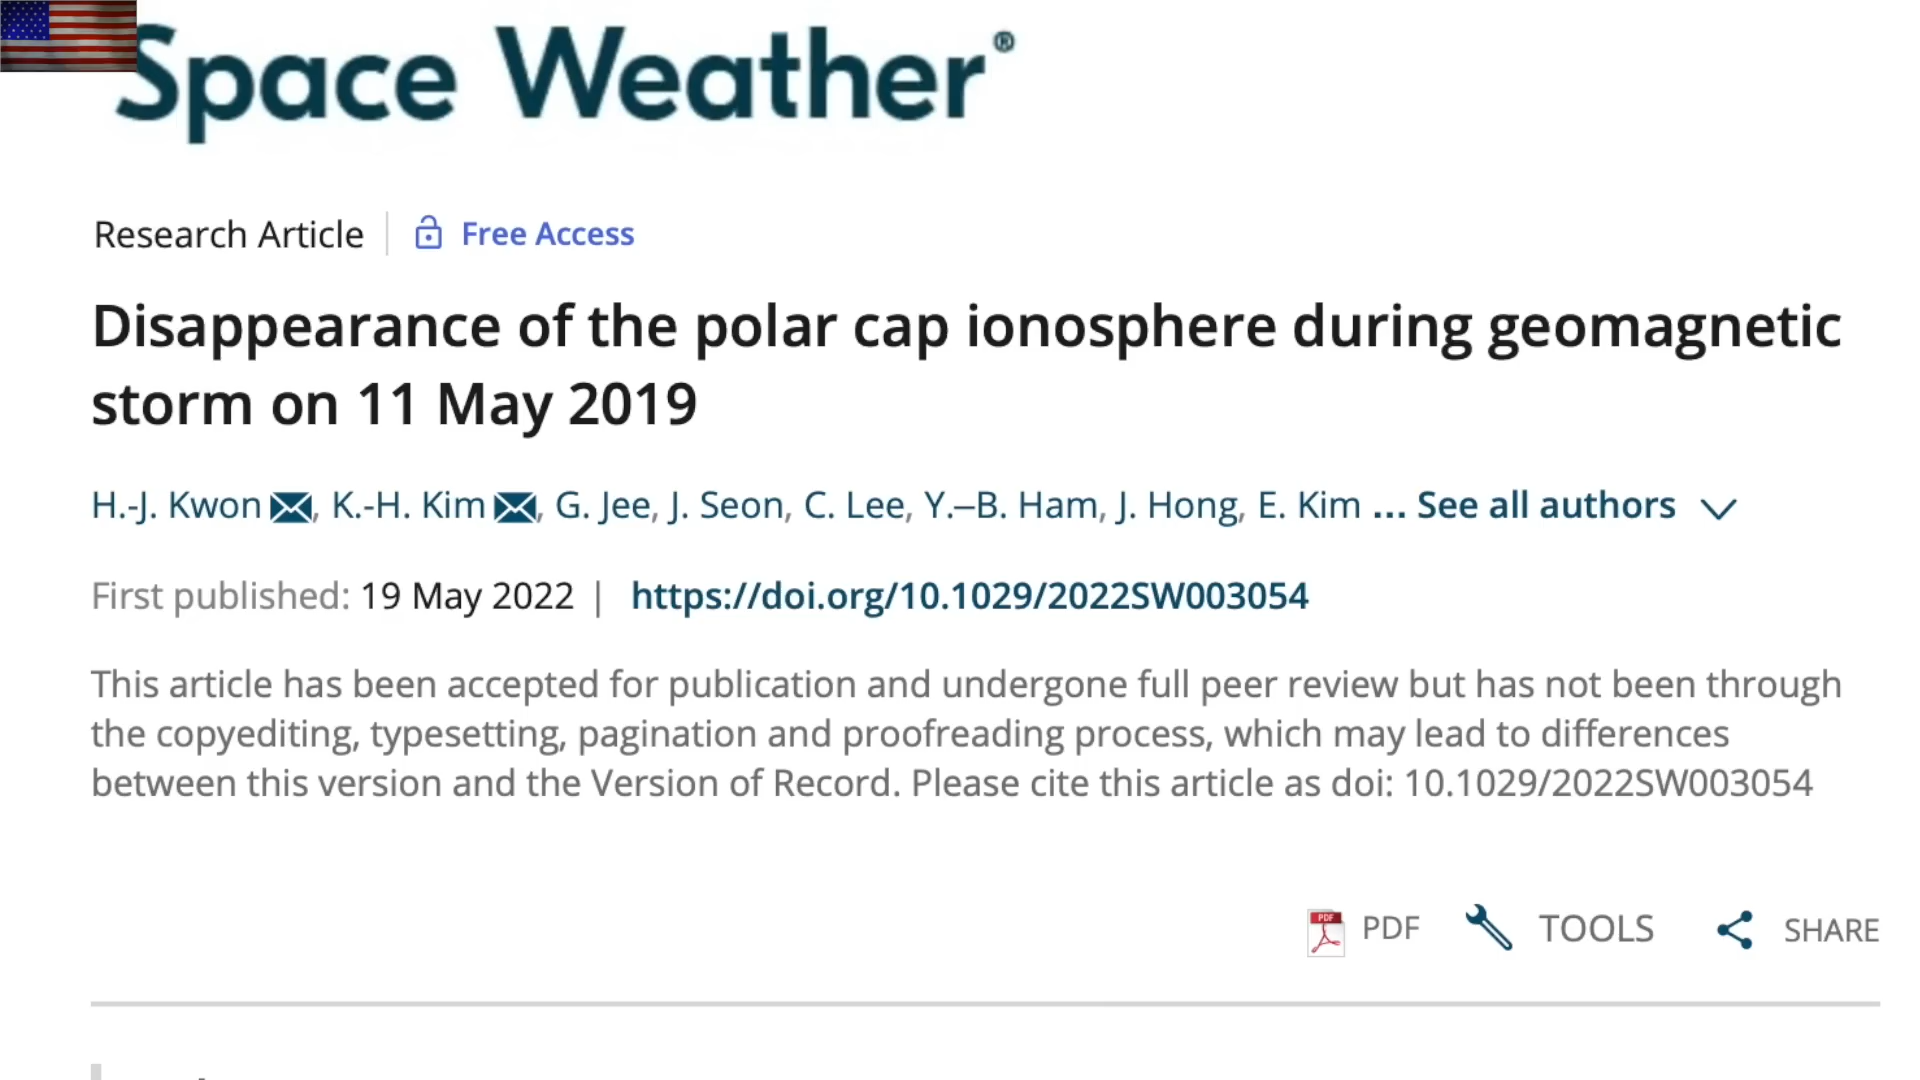 Space Weather®
Research Article | Free Access
Disappearance of the polar cap ionosphere during geomagnetic
storm on 11 May 2019
H.-J. Kwon, K.-H. Kim, G. Jee, J. Seon, C. Lee, Y.–B. Ham, J. Hong, E. Kim ... See all authors
First published: 19 May 2022 | https://doi.org/10.1029/2022SW003054
This article has been accepted for publication and undergone full peer review but has not been through
the copyediting, typesetting, pagination and proofreading process, which may lead to differences
between this version and the Version of Record. Please cite this article as doi: 10.1029/2022SW003054
PDF PDF TOOLS SHARE